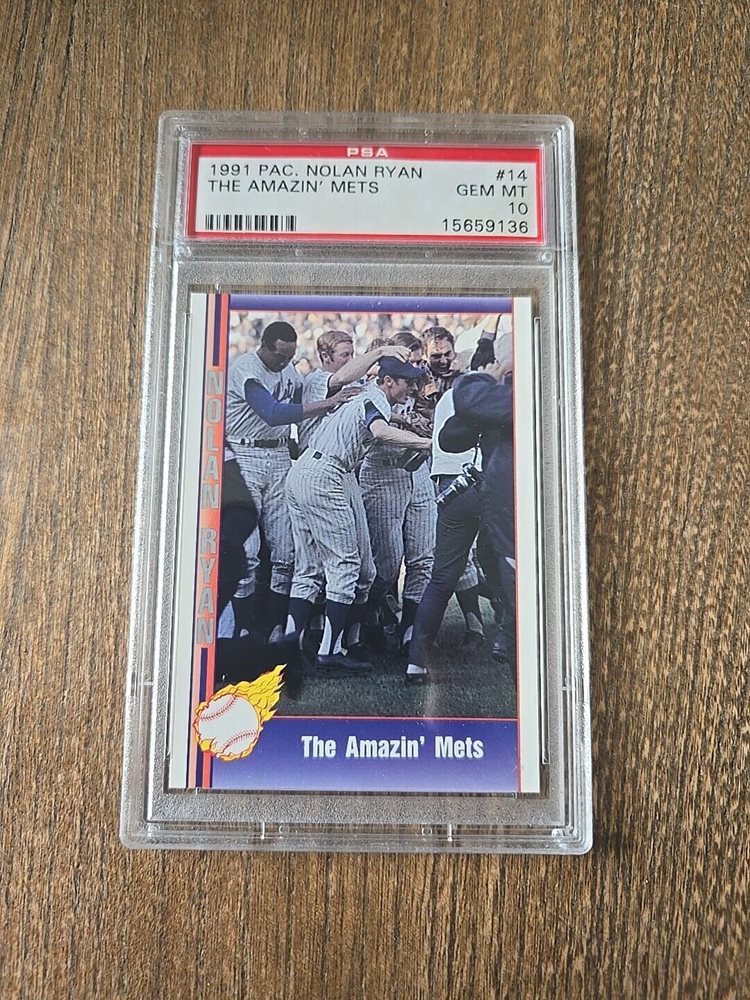 PSA
1991 PAC. NOLAN RYAN #14
THE AMAZIN' METS GEM MT
10
15659136
NOLAN RYAN
The Amazin' Mets